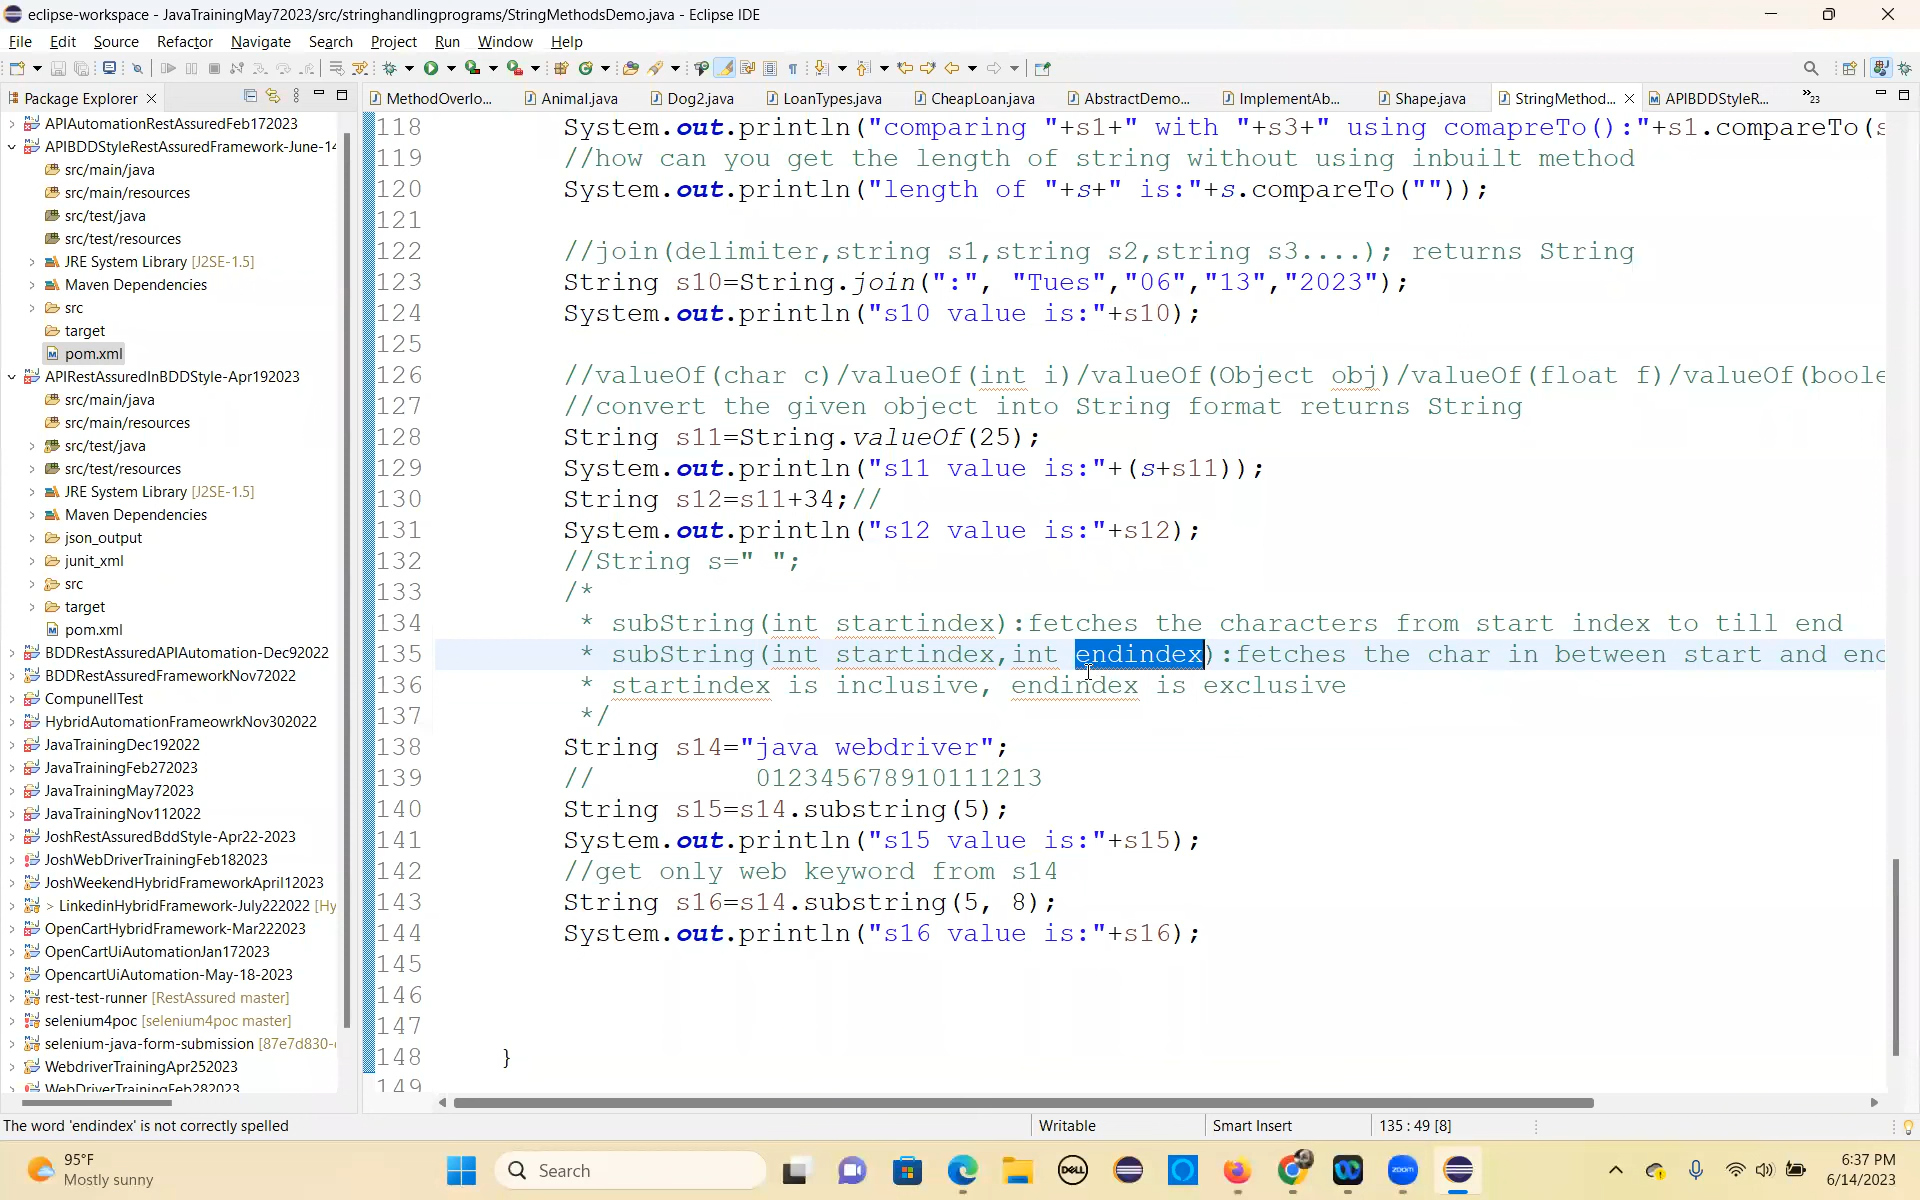 eclipse-workspace - JavaTrainingMay72023/src/stringhandlingprograms/StringMethodsDemo.java - Eclipse IDE
File Edit Source Refactor Navigate Search Project Run Window Help
Package Explorer
MethodOverlo... Animal.java Dog2.java LoanTypes.java CheapLoan.java AbstractDemo... ImplementAb... Shape.java StringMethod... APIBDDStyleR... »23
APIAutomationRestAssuredFeb172023
APIBDDStyleRestAssuredFramework-June-14
src/main/java
src/main/resources
src/test/java
src/test/resources
JRE System Library [J2SE-1.5]
Maven Dependencies
src
target
pom.xml
APIRestAssuredInBDDStyle-Apr192023
src/main/java
src/main/resources
src/test/java
src/test/resources
JRE System Library [J2SE-1.5]
Maven Dependencies
json_output
junit_xml
src
target
pom.xml
BDDRestAssuredAPIAutomation-Dec92022
BDDRestAssuredFrameworkNov72022
CompunellTest
HybridAutomationFrameowrkNov302022
JavaTrainingDec192022
JavaTrainingFeb272023
JavaTrainingMay72023
JavaTrainingNov112022
JoshRestAssuredBddStyle-Apr22-2023
JoshWebDriverTrainingFeb182023
JoshWeekendHybridFrameworkApril12023
> LinkedinHybridFramework-July222022 [Hy
OpenCartHybridFramework-Mar222023
OpenCartUiAutomationJan172023
OpencartUiAutomation-May-18-2023
rest-test-runner [RestAssured master]
selenium4poc [selenium4poc master]
selenium-java-form-submission [87e7d830-
WebdriverTrainingApr252023
WebDriverTrainingFeb282023
118 System.out.println("comparing "+s1+" with "+s3+" using comapreTo():"+s1.compareTo(s
119 //how can you get the length of string without using inbuilt method
120 System.out.println("length of "+s+" is:"+s.compareTo(""));
121
122 //join(delimiter,string s1,string s2,string s3....); returns String
123 String s10=String.join(":", "Tues","06","13","2023");
124 System.out.println("s10 value is:"+s10);
125
126 //valueOf(char c)/valueOf(int i)/valueOf(Object obj)/valueOf(float f)/valueOf(boole
127 //convert the given object into String format returns String
128 String s11=String.valueOf(25);
129 System.out.println("s11 value is:"+(s+s11));
130 String s12=s11+34;//
131 System.out.println("s12 value is:"+s12);
132 //String s=" ";
133 /*
134 * subString(int startindex):fetches the characters from start index to till end
135 * subString(int startindex,int endindex):fetches the char in between start and end
136 * startindex is inclusive, endindex is exclusive
137 */
138 String s14="java webdriver";
139 // 012345678910111213
140 String s15=s14.substring(5);
141 System.out.println("s15 value is:"+s15);
142 //get only web keyword from s14
143 String s16=s14.substring(5, 8);
144 System.out.println("s16 value is:"+s16);
145
146
147
148 }
149
The word 'endindex' is not correctly spelled Writable Smart Insert 135 : 49 [8]
95°F
Mostly sunny
Search
DELL
zoom
6:37 PM
6/14/2023